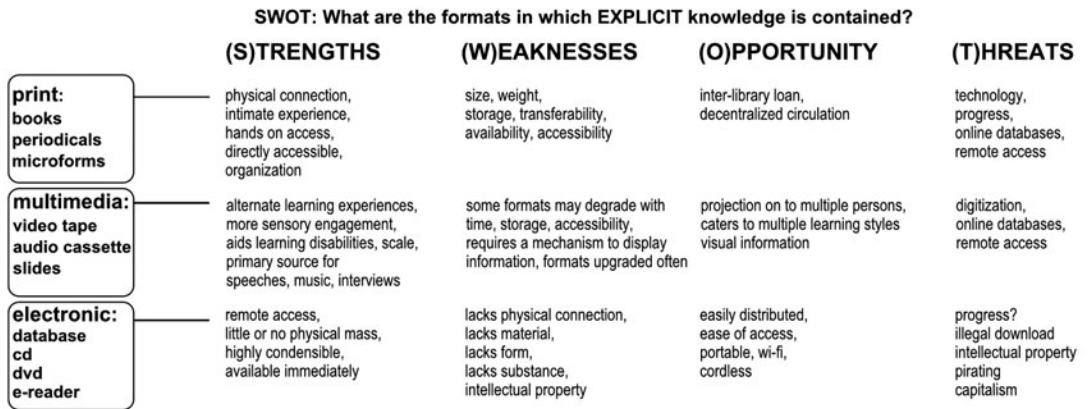 SWOT: What are the formats in which EXPLICIT knowledge is contained?
(S)TRENGTHS
(W)EAKNESSES
(O)PPORTUNITY
(T)HREATS
print:
books
periodicals
microforms
physical connection,
intimate experience,
hands on access,
directly accessible,
organization
size, weight,
storage, transferability,
availability, accessibility
inter-library loan,
decentralized circulation
technology,
progress,
online databases,
remote access
multimedia:
video tape
audio cassette
slides
alternate learning experiences,
more sensory engagement,
aids learning disabilities, scale,
primary source for
speeches, music, interviews
some formats may degrade with
time, storage, accessibility,
requires a mechanism to display
information, formats upgraded often
projection on to multiple persons,
caters to multiple learning styles
visual information
digitization,
online databases,
remote access
electronic:
database
cd
dvd
e-reader
remote access,
little or no physical mass,
highly condensible,
available immediately
lacks physical connection,
lacks material,
lacks form,
lacks substance,
intellectual property
easily distributed,
ease of access,
portable, wi-fi,
cordless
progress?
illegal download
intellectual property
pirating
capitalism